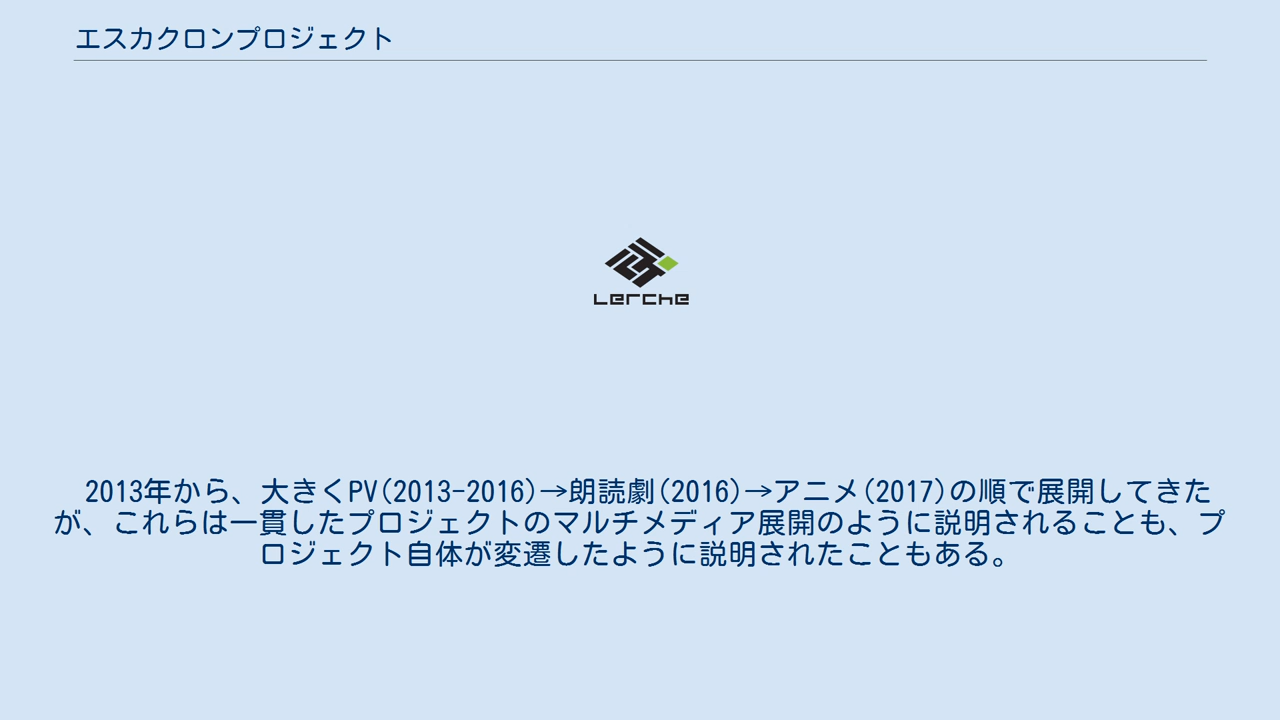 エスカクロンプロジェクト
Lerche
2013年から、大きくPV(2013-2016)→朗読劇(2016)→アニメ(2017)の順で展開してきた
が、これらは一貫したプロジェクトのマルチメディア展開のように説明されることも、プ
ロジェクト自体が変遷したように説明されたこともある。